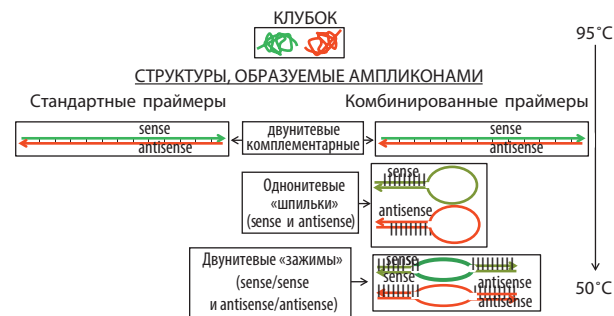 КЛУБОК
95°C
СТРУКТУРЫ, ОБРАЗУЕМЫЕ АМПЛИКОНАМИ
Стандартные праймеры
Комбинированные праймеры
sense
antisense
двунитевые
комплементарные
sense
antisense
Однонитевые
«шпильки»
(sense и antisense)
sense
antisense
Двунитевые «зажимы»
(sense/sense
и antisense/antisense)
sense
sense
antisense
antisense
50°C